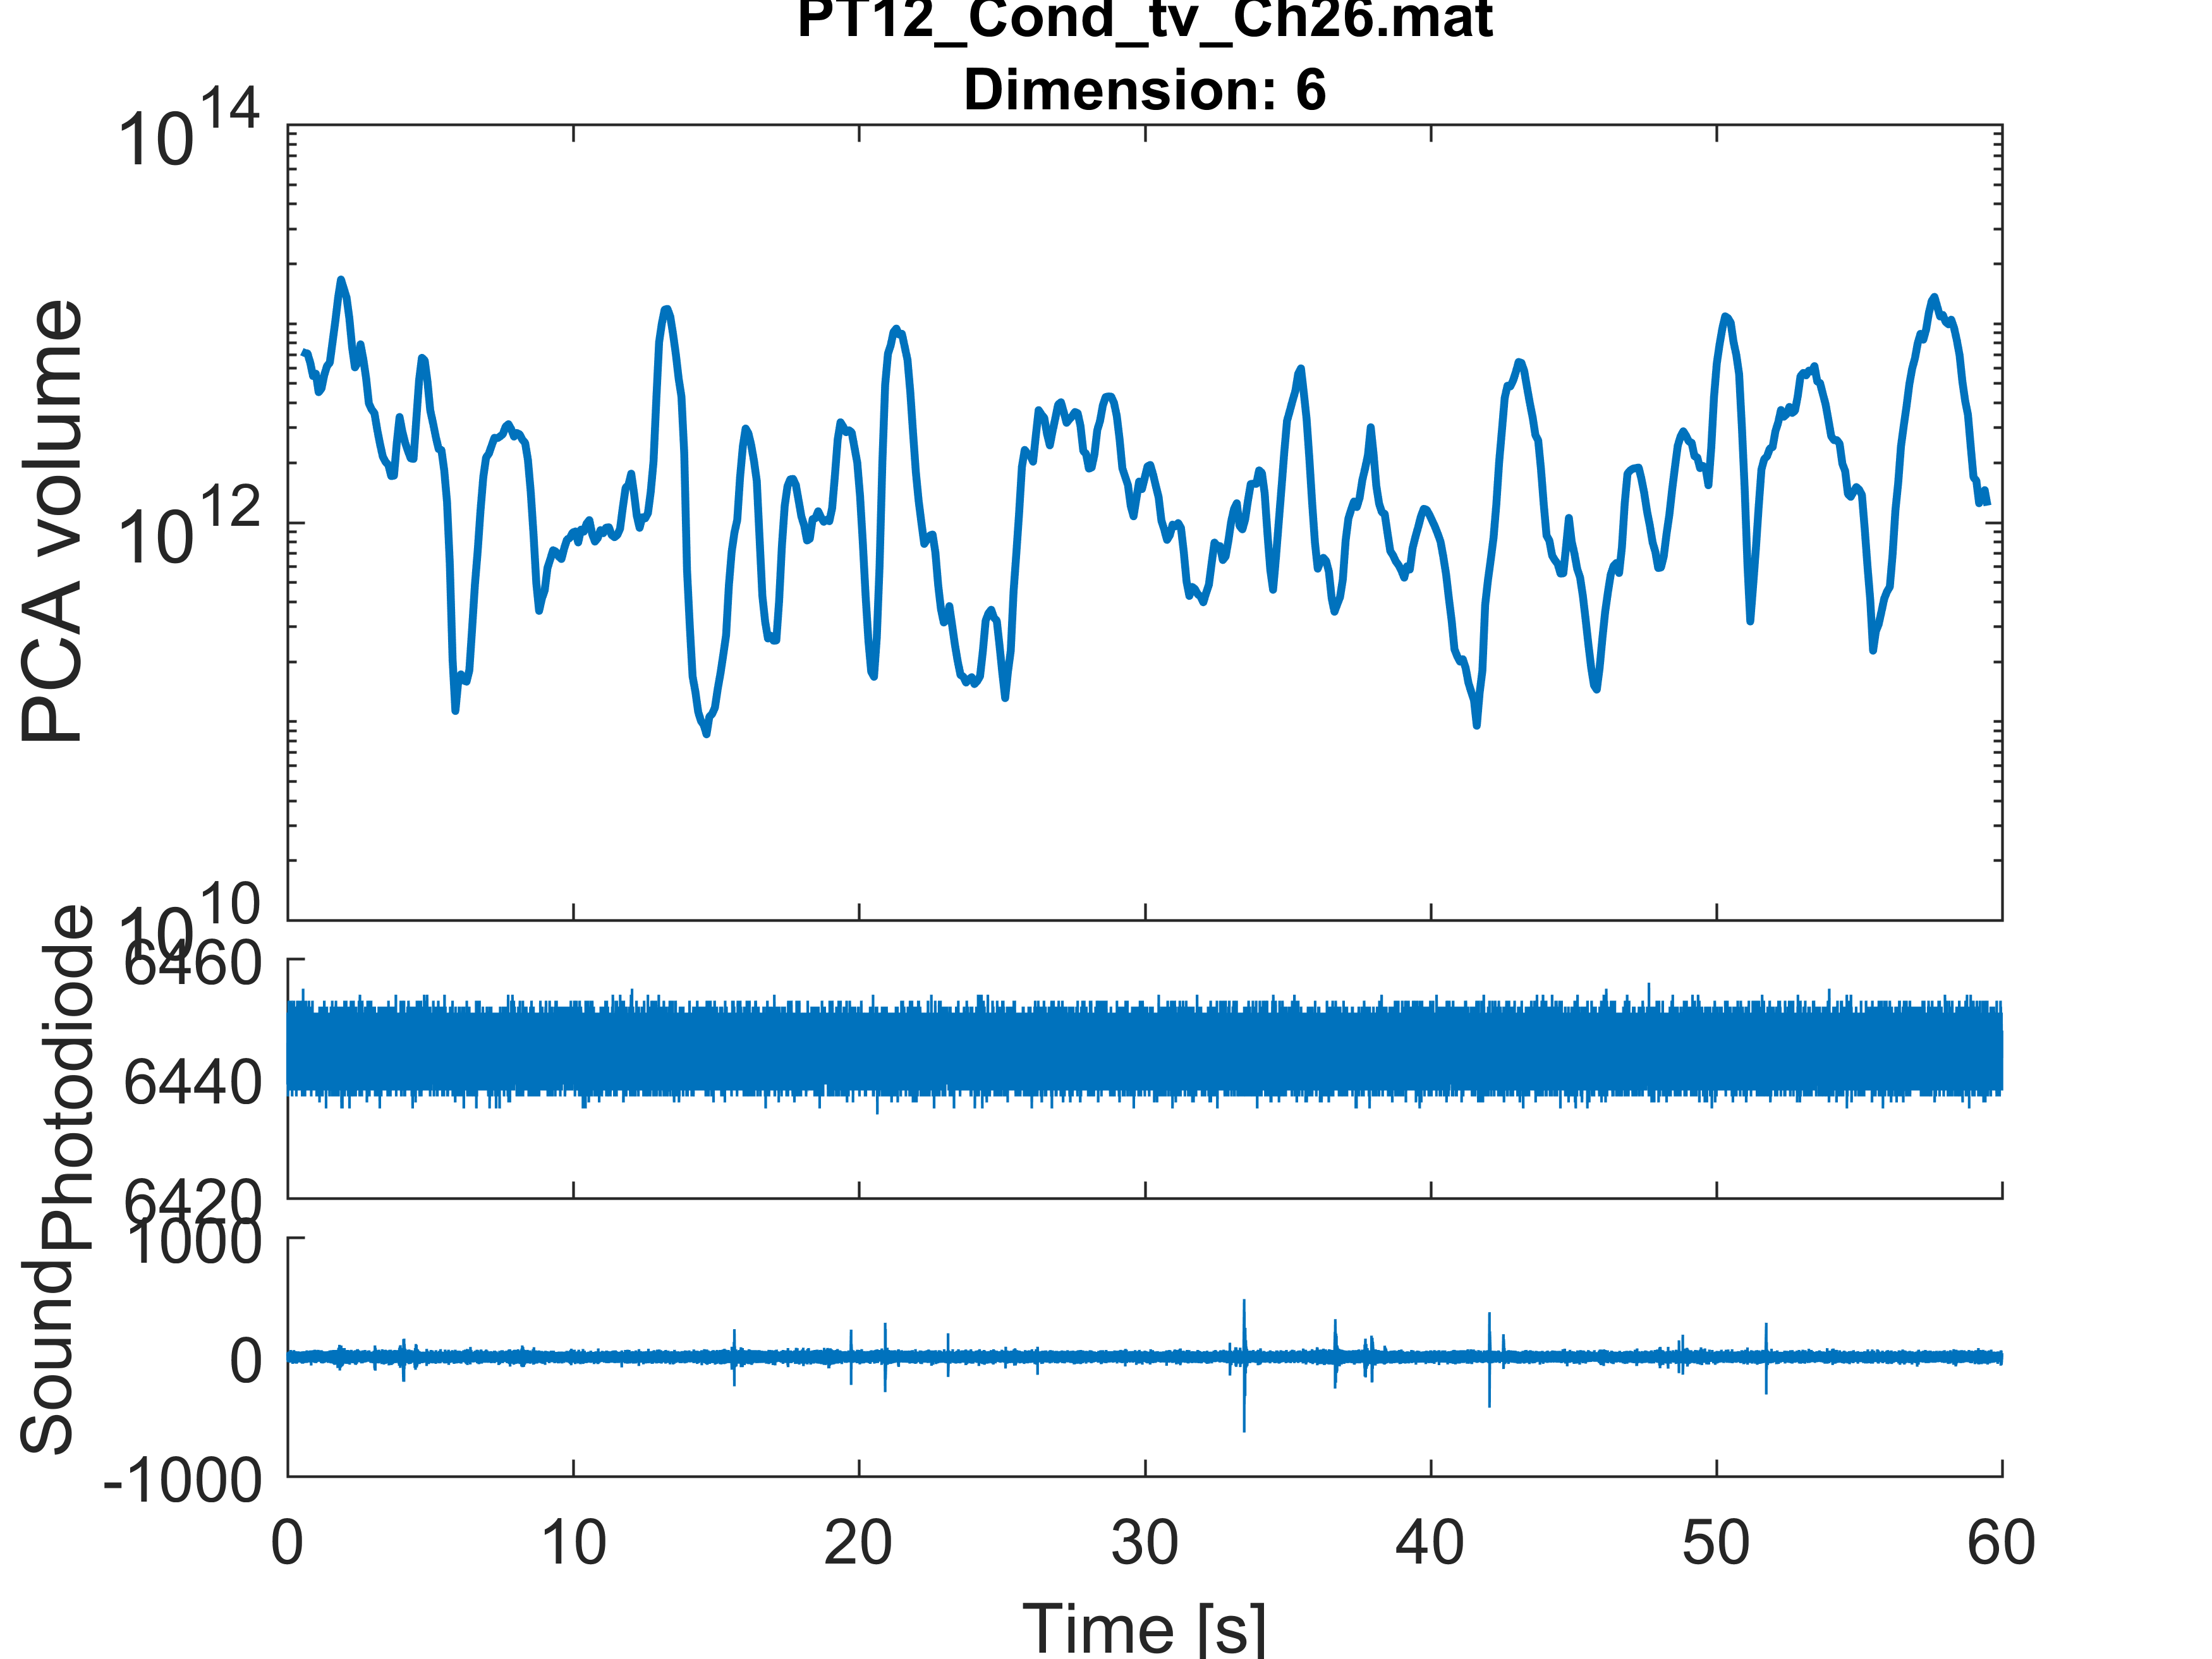 PT12_Cond_tv_Ch26.mat
Dimension: 6
PCA volume
10^14
10^12
10^10
Photodiode
6460
6440
6420
Sound
1000
0
-1000
0 10 20 30 40 50 60
Time [s]